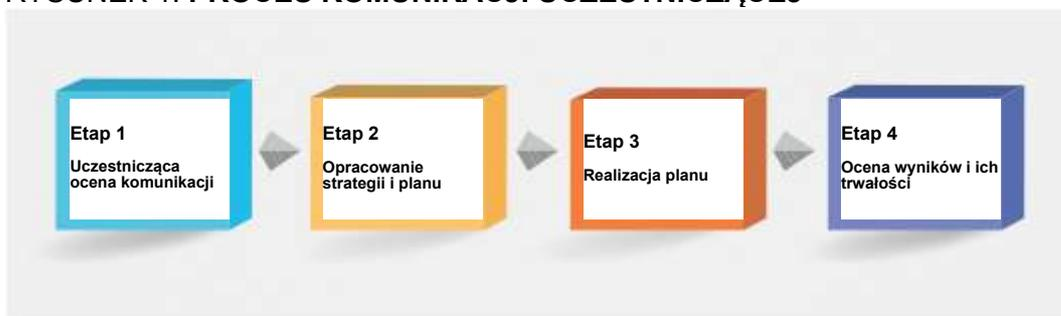 Etap 1
Uczestnicząca
ocena komunikacji
Etap 2
Opracowanie
strategii i planu
Etap 3
Realizacja planu
Etap 4
Ocena wyników i ich
trwałości